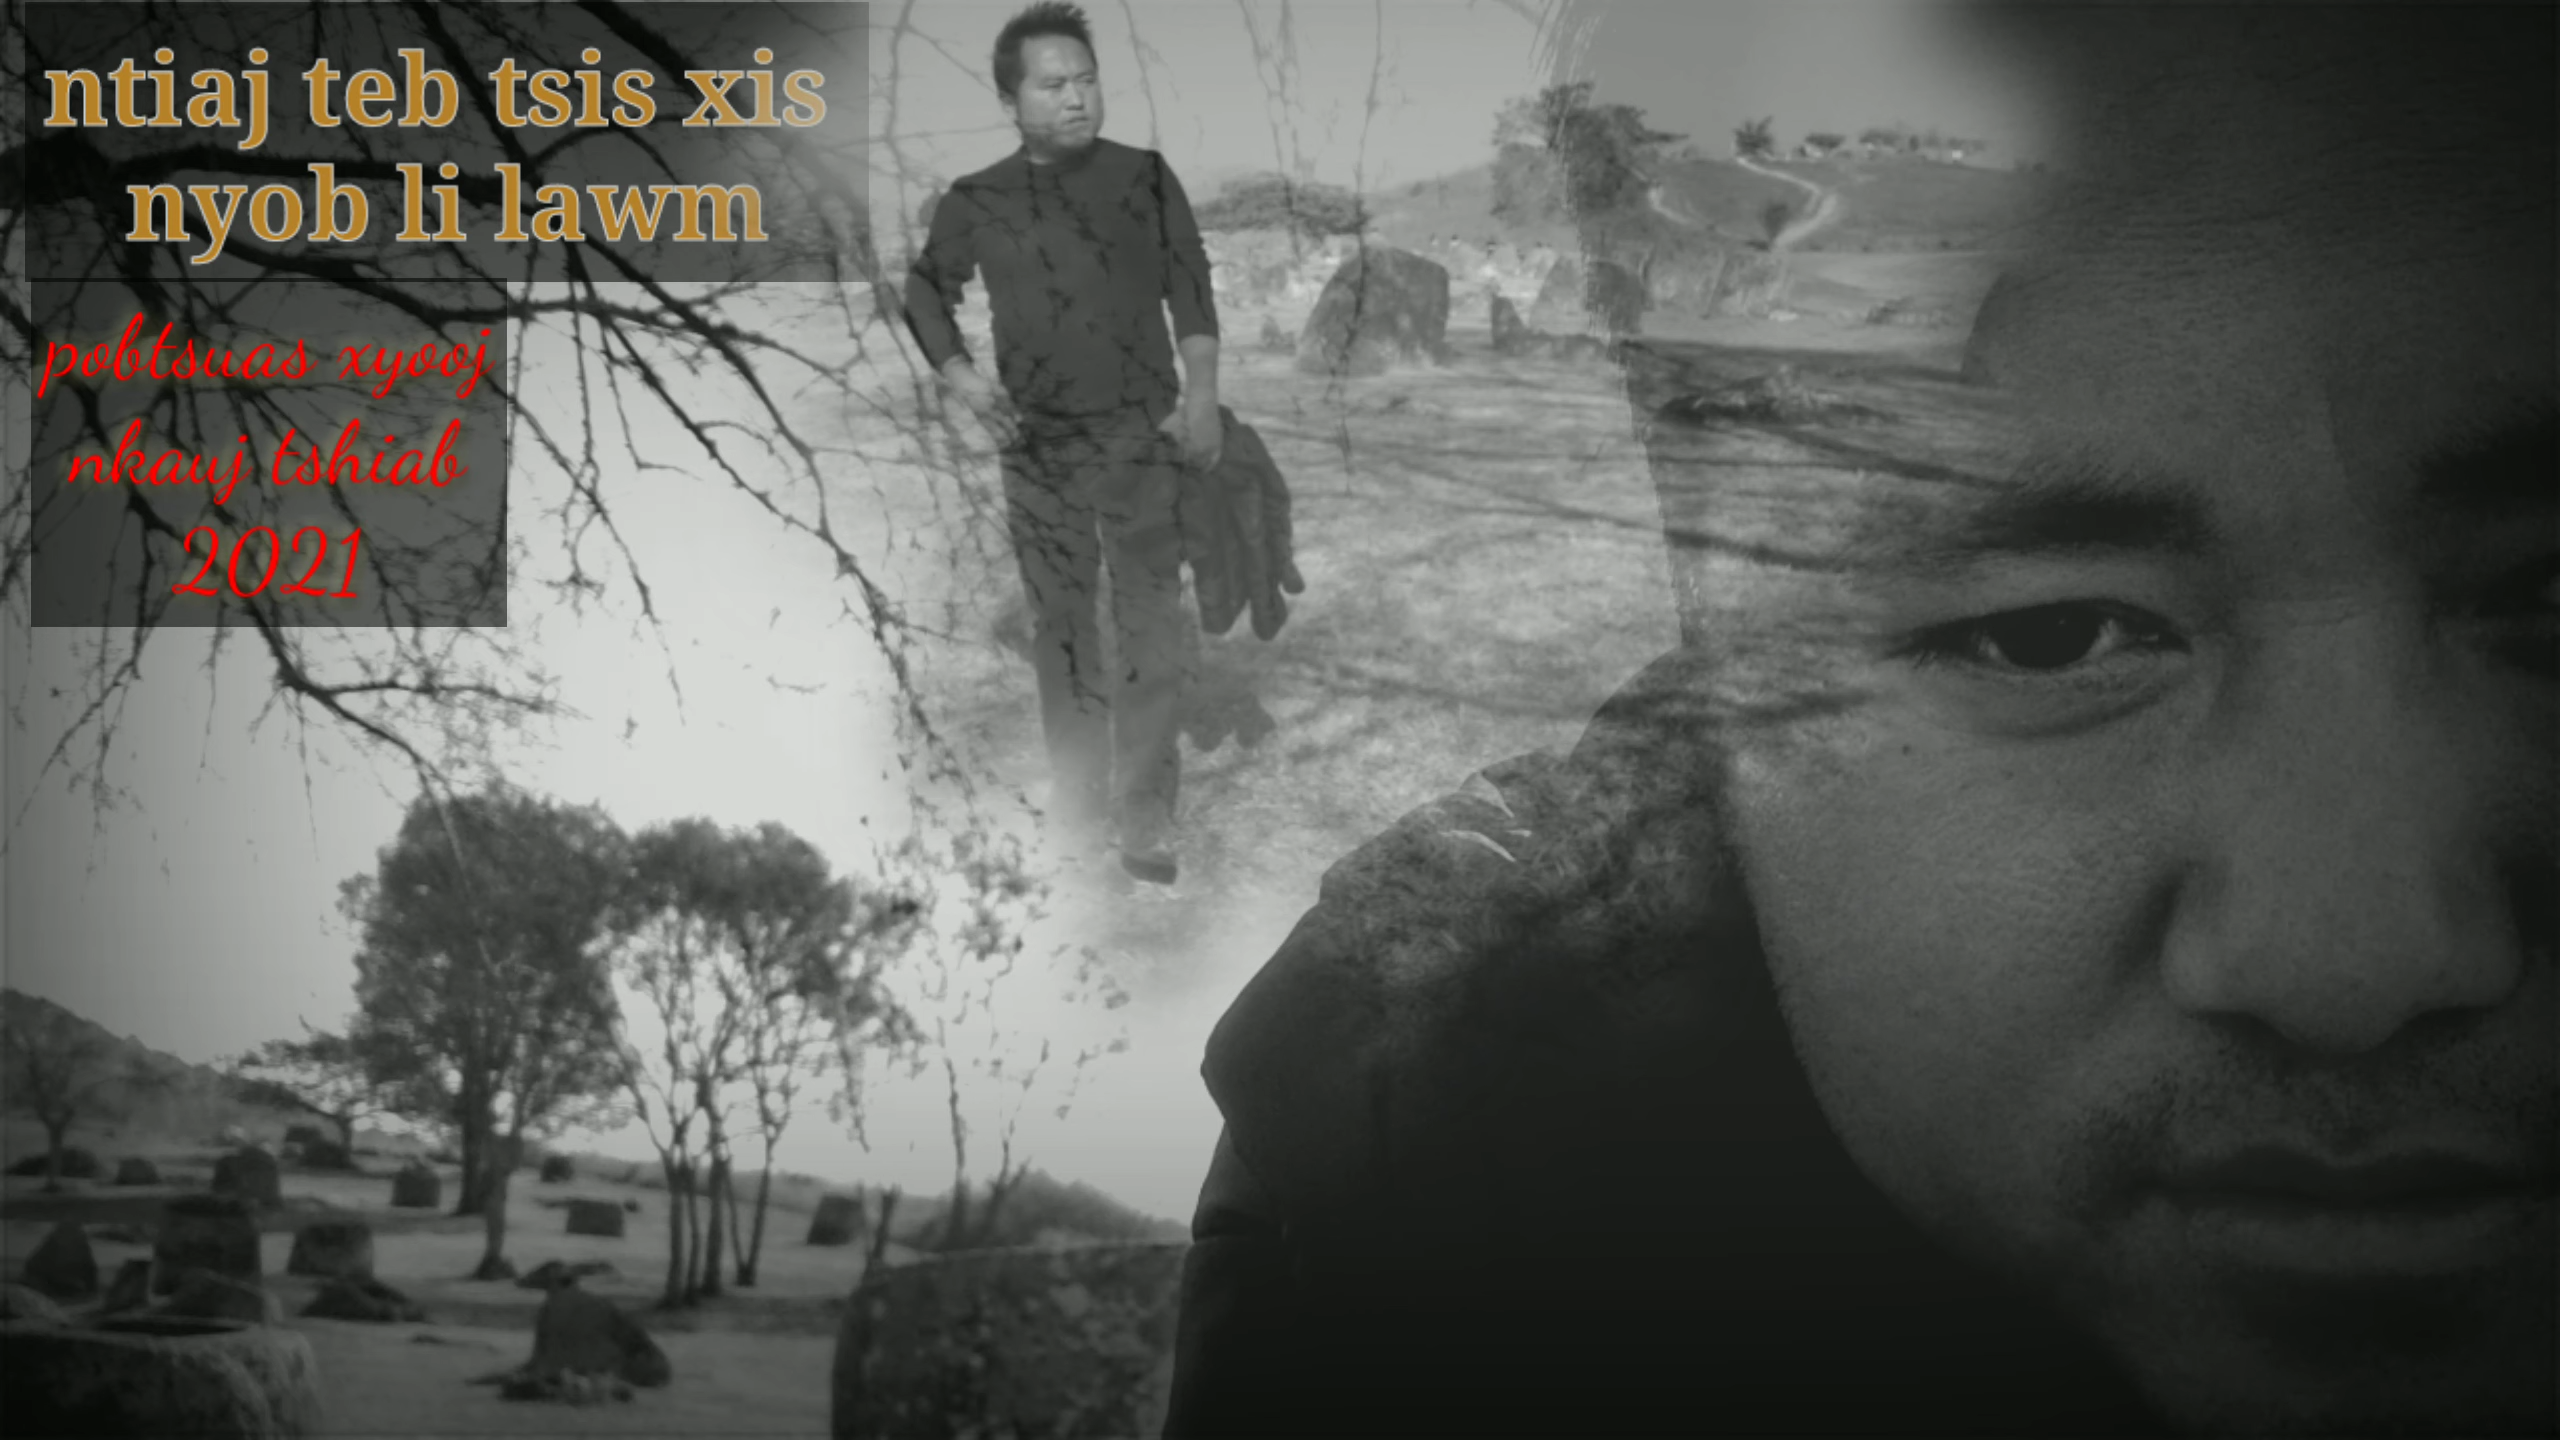 ntiaj teb tsis xis
nyob li lawm
pobtsuas xyooj
nkauj tshiab
2021